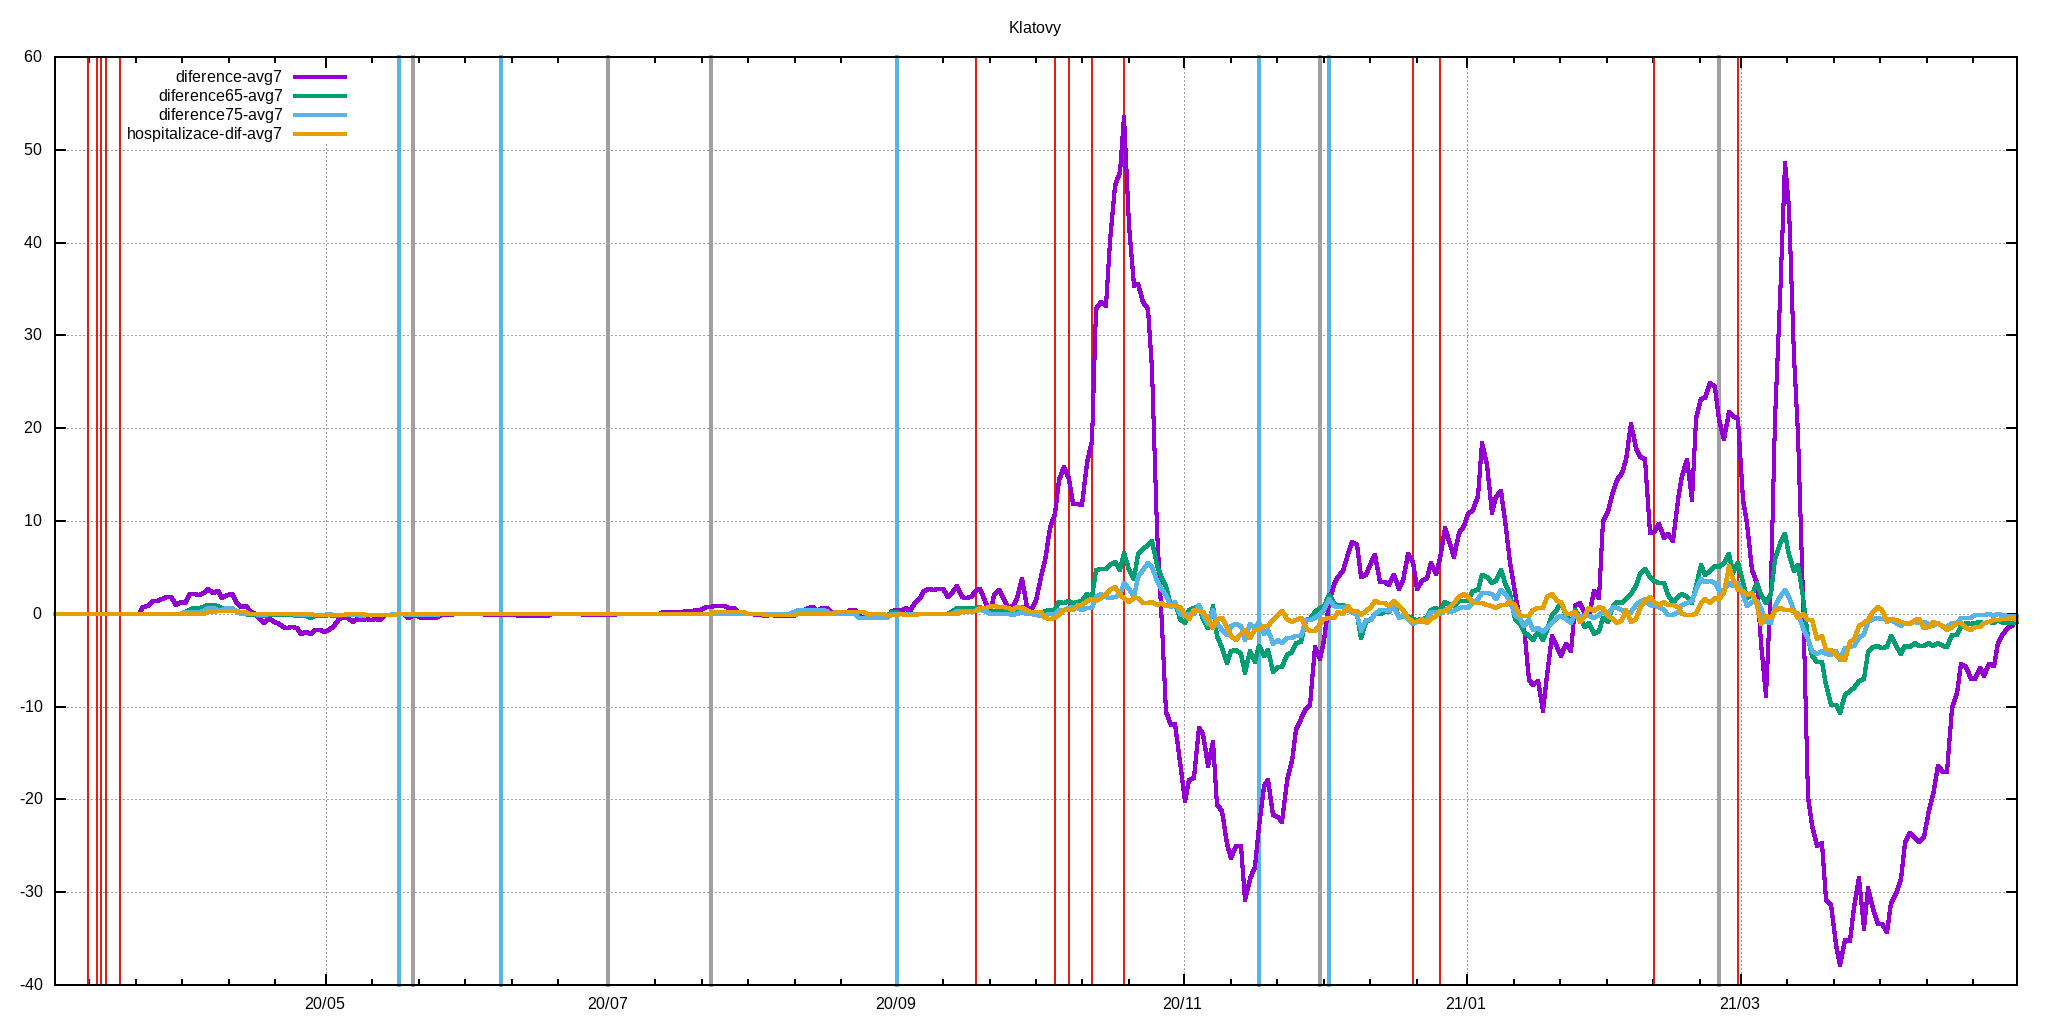 Klatovy
60
diference-avg7
diference65-avg7
diference75-avg7
hospitalizace-dif-avg7
50
40
30
20
10
0
-10
-20
-30
-40
20/05 20/07 20/09 20/11 21/01 21/03